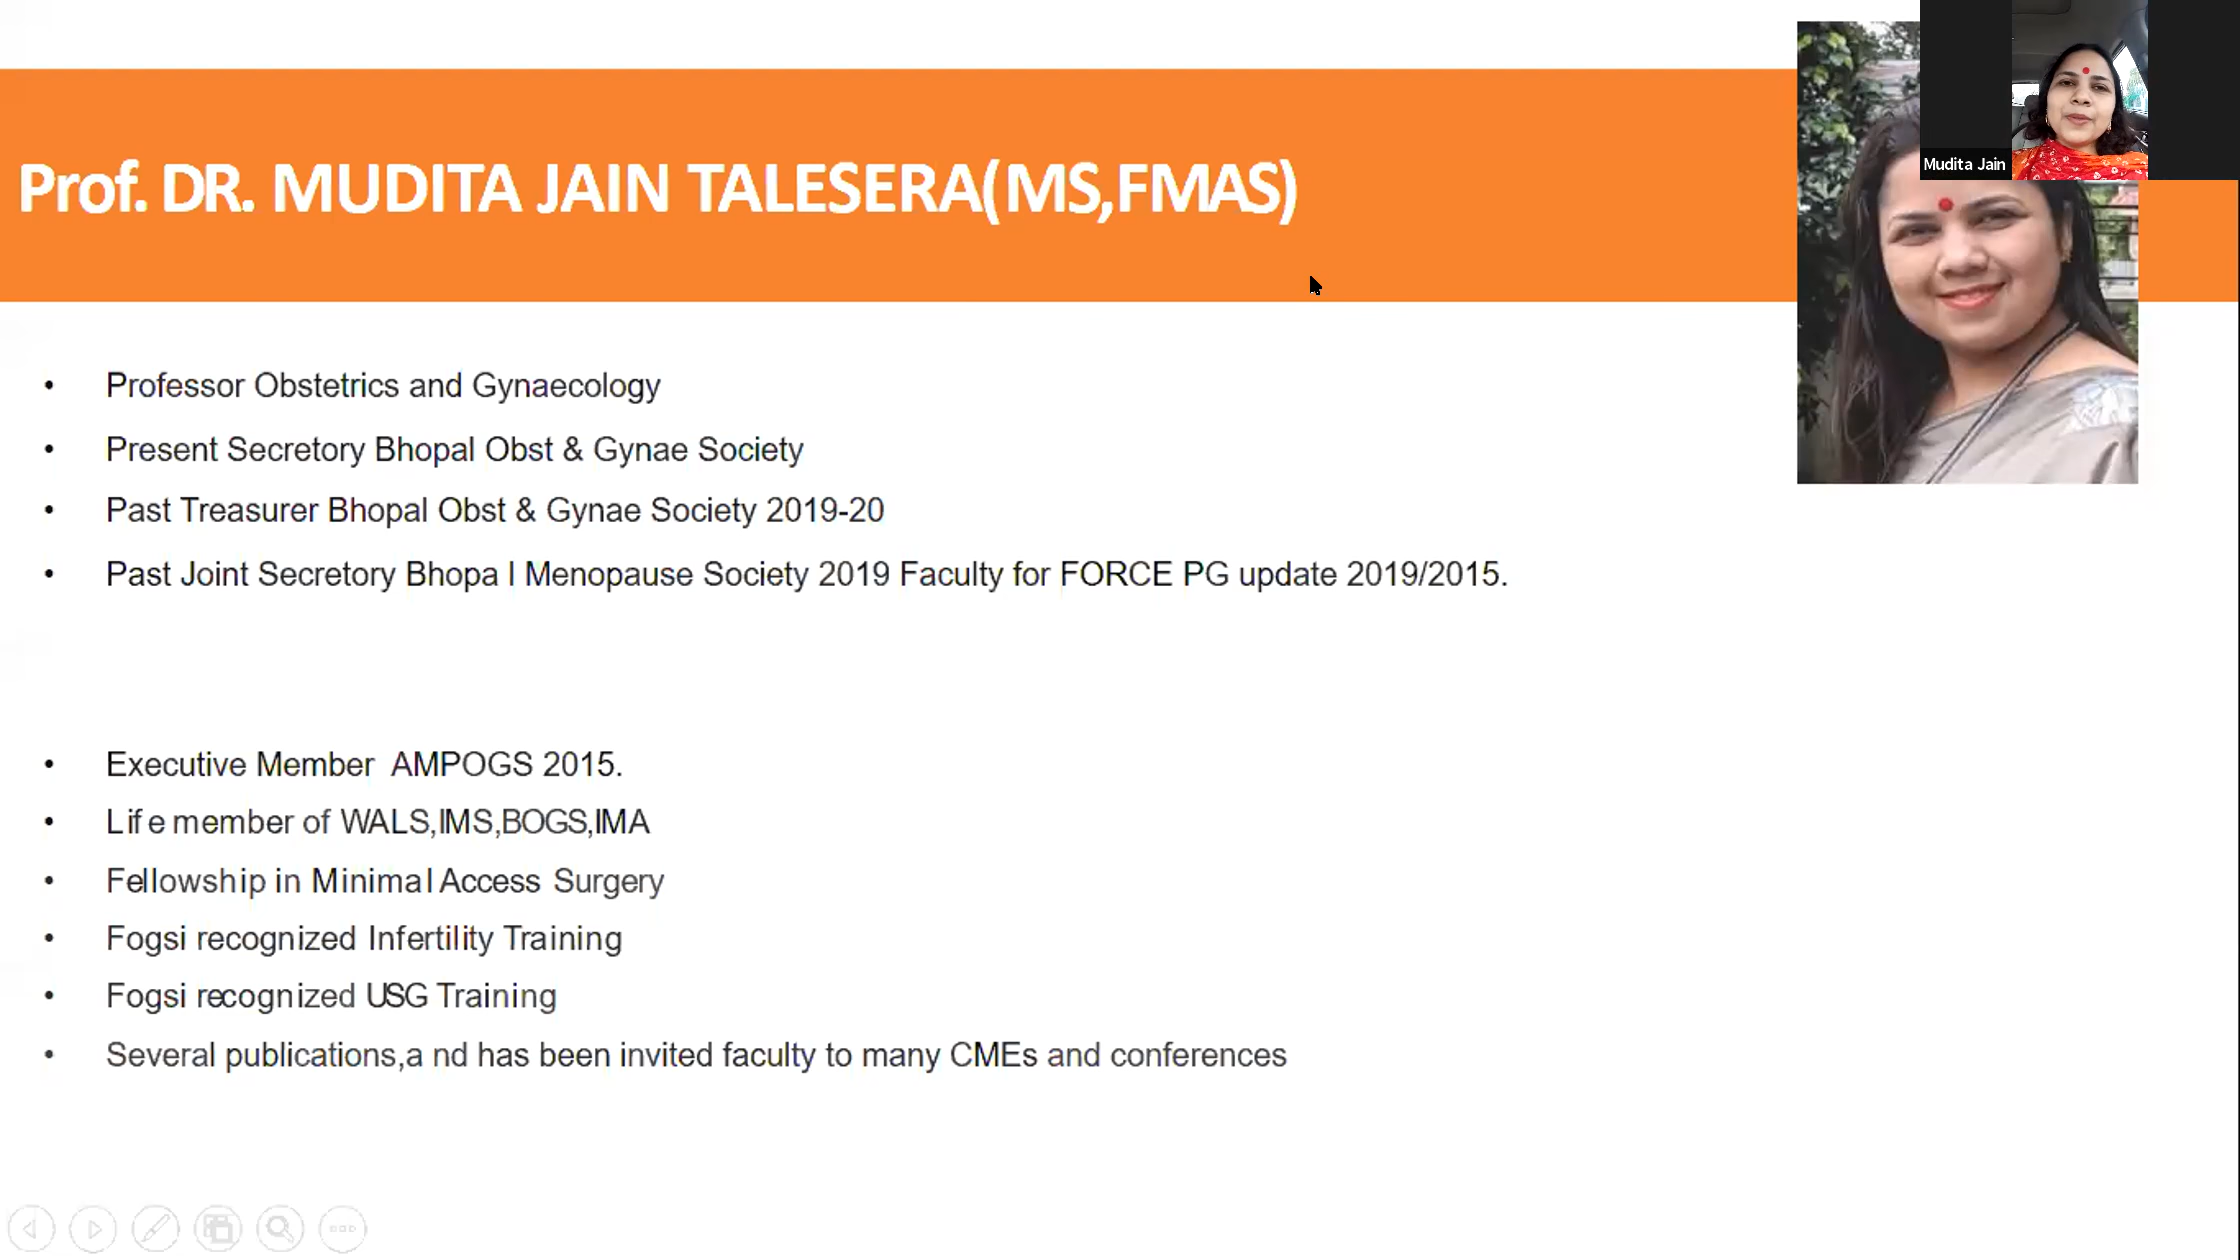 Prof. DR. MUDITA JAIN TALESERA(MS,FMAS)
Mudita Jain
• Professor Obstetrics and Gynaecology
• Present Secretory Bhopal Obst & Gynae Society
• Past Treasurer Bhopal Obst & Gynae Society 2019-20
• Past Joint Secretory Bhopa l Menopause Society 2019 Faculty for FORCE PG update 2019/2015.
• Executive Member AMPOGS 2015.
• Life member of WALS,IMS,BOGS,IMA
• Fellowship in Minimal Access Surgery
• Fogsi recognized Infertility Training
• Fogsi recognized USG Training
• Several publications,a nd has been invited faculty to many CMEs and conferences